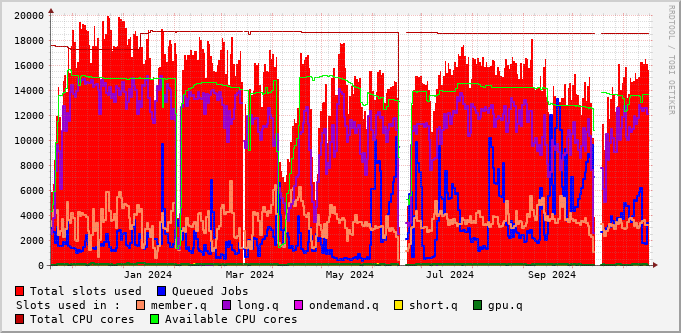 20000
18000
16000
14000
12000
10000
8000
6000
4000
2000
0
Jan 2024 Mar 2024 May 2024 Jul 2024 Sep 2024
RRDTOOL / TOBI OETIKER
Total slots used Queued Jobs
Slots used in : member.q long.q ondemand.q short.q gpu.q
Total CPU cores Available CPU cores